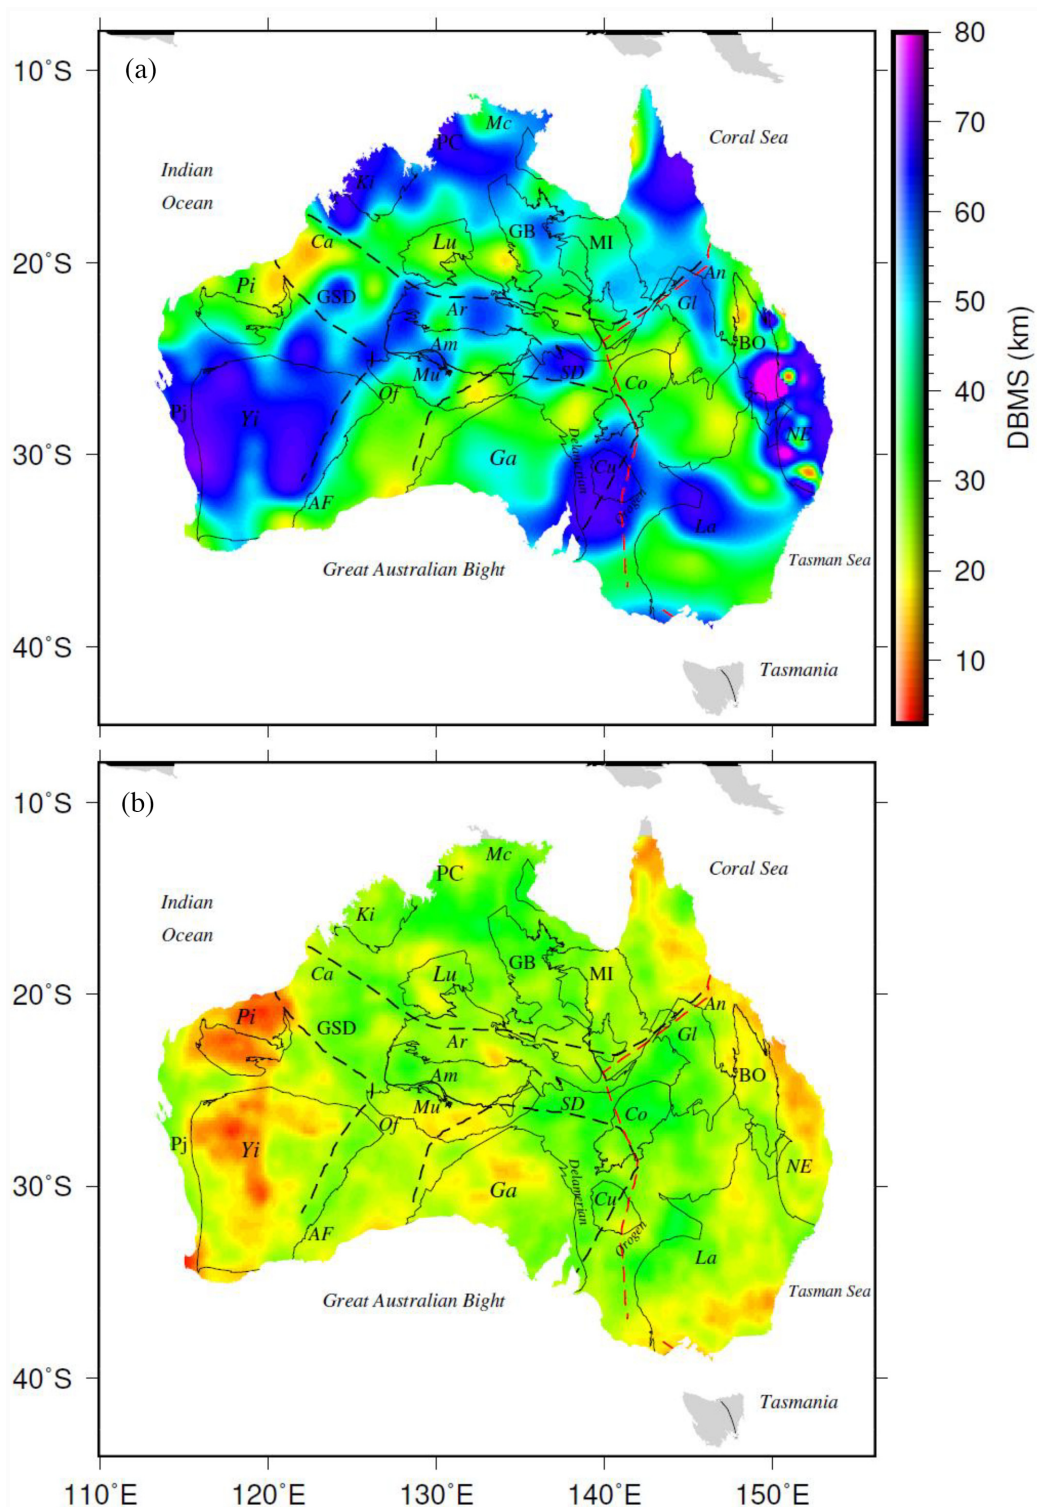 (a)
10°S
20°S
30°S
40°S
Indian
Ocean
Coral Sea
Mc
PC
Ki
Ca
Lu
GB
MI
An
Pi
GSD
Ar
Gl
BO
Am
Mu
SD
Co
Of
Pj
Yi
Ga
Delamerian
Cu
Orogen
NE
AF
La
Great Australian Bight
Tasman Sea
Tasmania
80
70
60
50
40
30
20
10
DBMS (km)
(b)
10°S
20°S
30°S
40°S
Indian
Ocean
Coral Sea
Mc
PC
Ki
Ca
Lu
GB
MI
An
Pi
GSD
Ar
Gl
BO
Am
Mu
SD
Co
Of
Pj
Yi
Ga
Delamerian
Cu
Orogen
NE
AF
La
Great Australian Bight
Tasman Sea
Tasmania
110°E
120°E
130°E
140°E
150°E